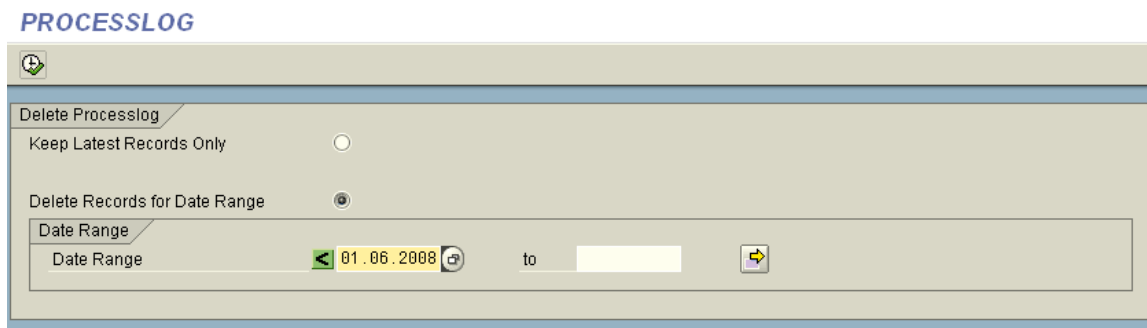 PROCESSLOG
Delete Processlog
Keep Latest Records Only
Delete Records for Date Range
Date Range
Date Range < 01.06.2008 to